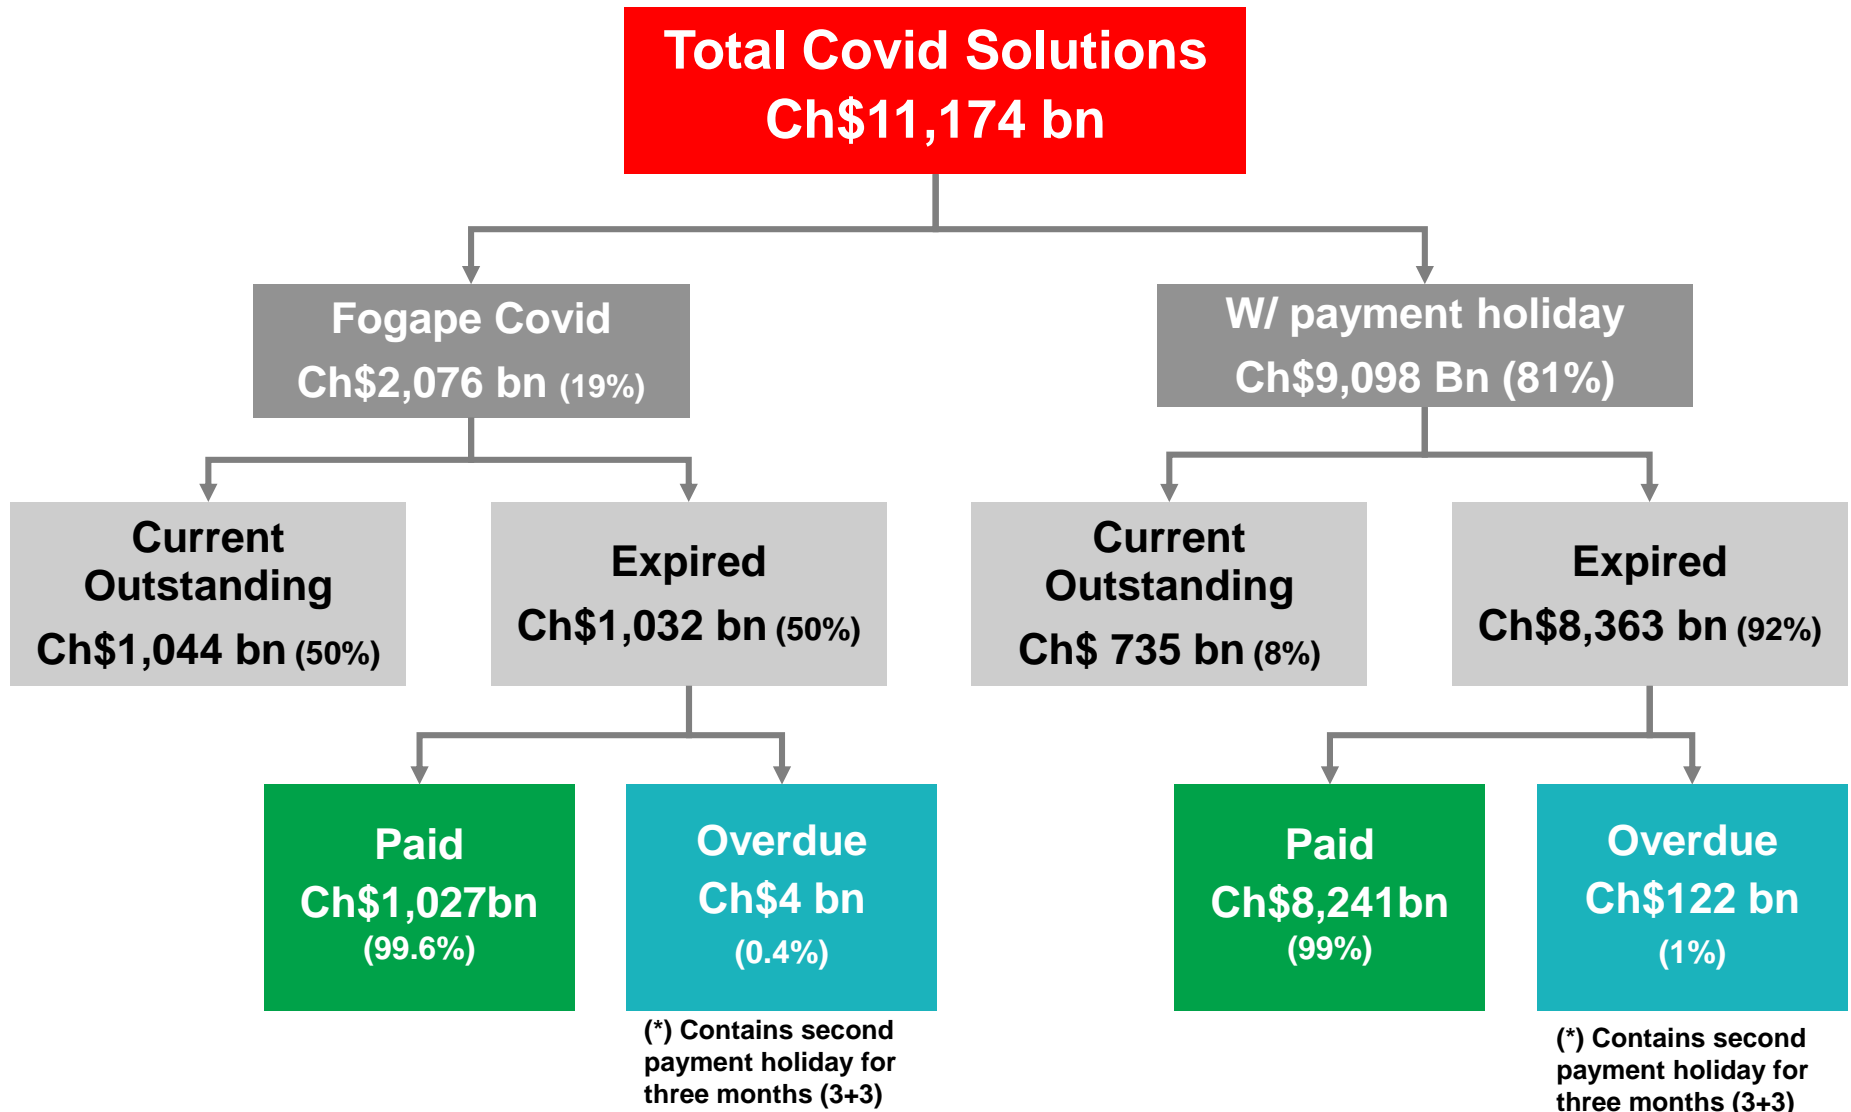 Total Covid Solutions
Ch$11,174 bn
Fogape Covid
Ch$2,076 bn (19%)
W/ payment holiday
Ch$9,098 Bn (81%)
Current
Outstanding
Ch$1,044 bn (50%)
Expired
Ch$1,032 bn (50%)
Current
Outstanding
Ch$ 735 bn (8%)
Expired
Ch$8,363 bn (92%)
Paid
Ch$1,027bn
(99.6%)
Overdue
Ch$4 bn
(0.4%)
Paid
Ch$8,241bn
(99%)
Overdue
Ch$122 bn
(1%)
(*) Contains second
payment holiday for
three months (3+3)
(*) Contains second
payment holiday for
three months (3+3)